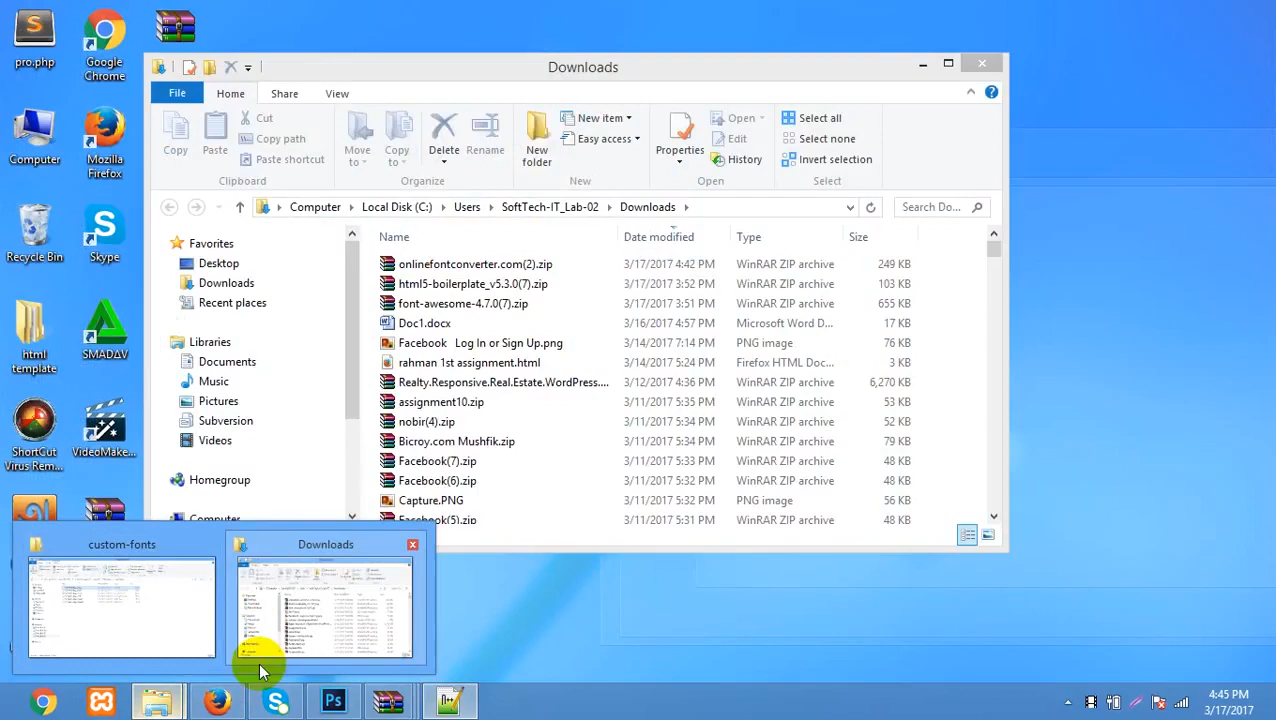 pro.php
Google Chrome
Computer
Mozilla Firefox
Recycle Bin
Skype
html template
SMADΔV
ShortCut Virus Rem...
VideoMake...
Downloads
File
Home
Share
View
Copy
Paste
Cut
Copy path
Paste shortcut
Clipboard
Move to
Copy to
Delete
Rename
Organize
New folder
New item
Easy access
New
Properties
Open
Edit
History
Open
Select all
Select none
Invert selection
Select
Computer
Local Disk (C:)
Users
SoftTech-IT_Lab-02
Downloads
Search Do...
Favorites
Desktop
Downloads
Recent places
Libraries
Documents
Music
Pictures
Subversion
Videos
Homegroup
Computer
Name Date modified Type Size
onlinefontconverter.com(2).zip 3/17/2017 4:42 PM WinRAR ZIP archive 249 KB
html5-boilerplate_v5.3.0(7).zip 3/17/2017 3:52 PM WinRAR ZIP archive 103 KB
font-awesome-4.7.0(7).zip 3/17/2017 3:51 PM WinRAR ZIP archive 655 KB
Doc1.docx 3/16/2017 4:57 PM Microsoft Word D... 17 KB
Facebook Log In or Sign Up.png 3/14/2017 7:14 PM PNG image 76 KB
rahman 1st assignment.html 3/14/2017 5:24 PM Firefox HTML Doc... 3 KB
Realty.Responsive.Real.Estate.WordPress.... 3/12/2017 4:36 PM WinRAR ZIP archive 6,270 KB
assignment10.zip 3/11/2017 5:35 PM WinRAR ZIP archive 53 KB
nobir(4).zip 3/11/2017 5:34 PM WinRAR ZIP archive 52 KB
Bicroy.com Mushfik.zip 3/11/2017 5:34 PM WinRAR ZIP archive 79 KB
Facebook(7).zip 3/11/2017 5:33 PM WinRAR ZIP archive 48 KB
Facebook(6).zip 3/11/2017 5:32 PM WinRAR ZIP archive 48 KB
Capture.PNG 3/11/2017 5:32 PM PNG image 56 KB
Facebook(5).zip 3/11/2017 5:31 PM WinRAR ZIP archive 48 KB
custom-fonts
Downloads
Ps
4:45 PM
3/17/2017